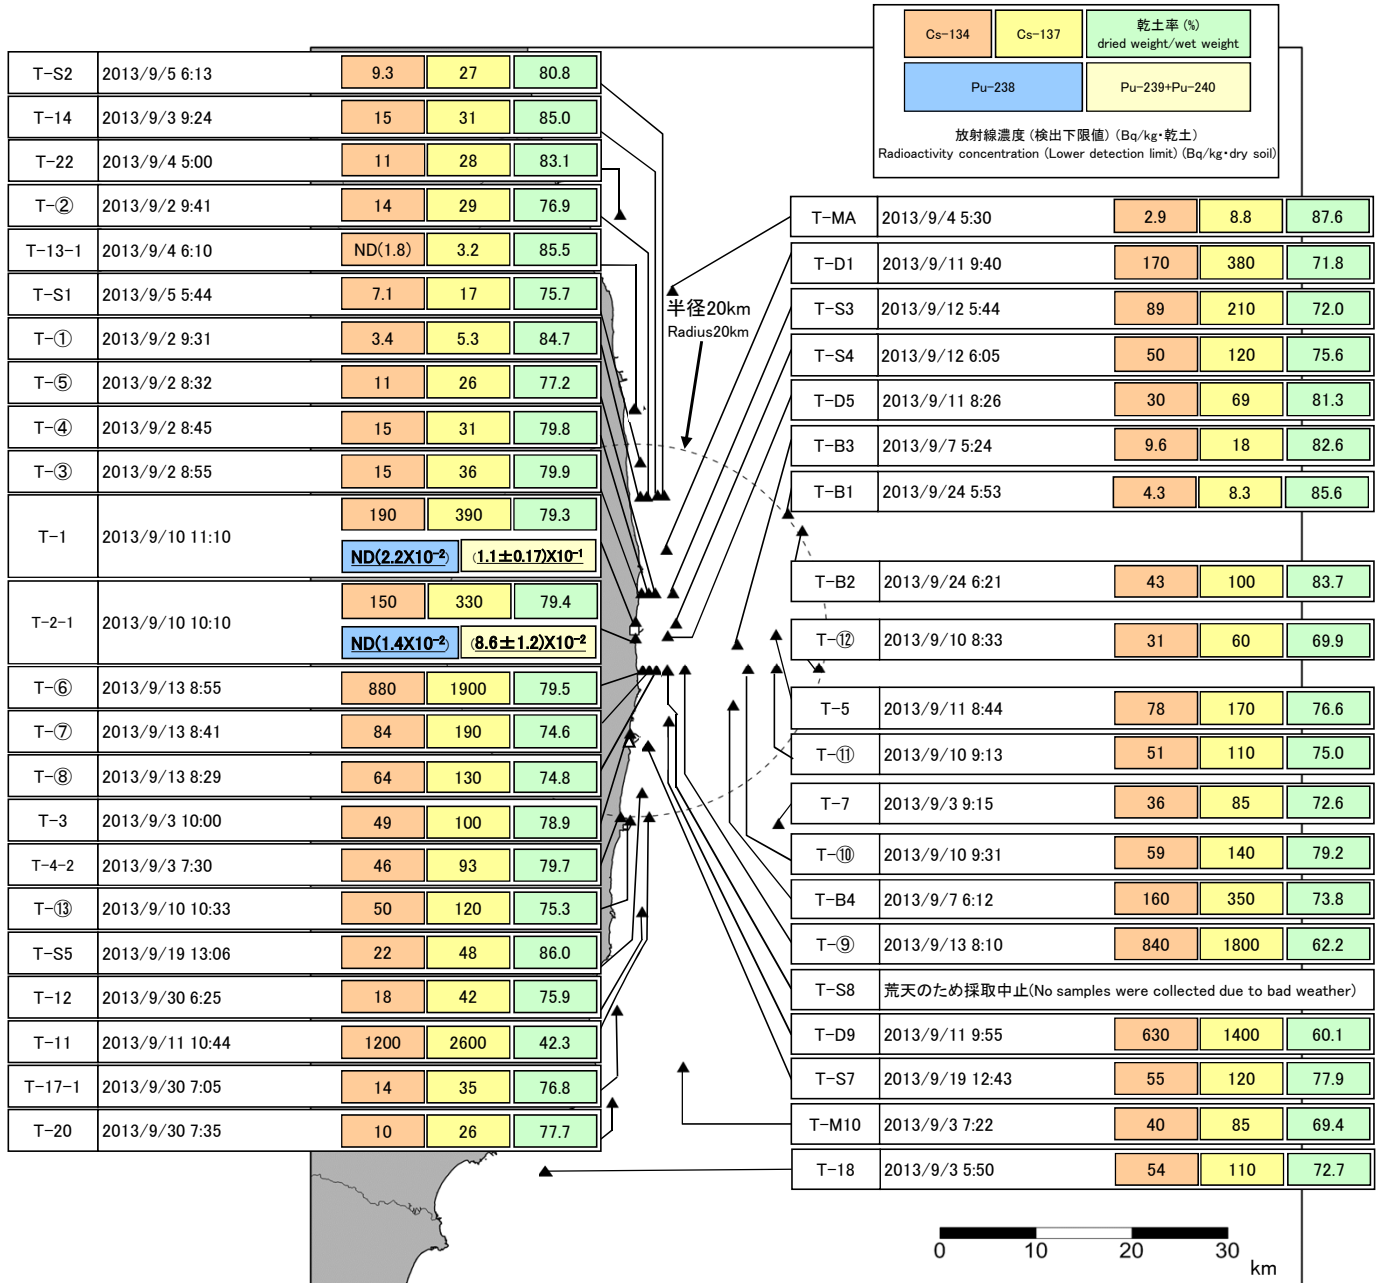 Cs-134 Cs-137 乾土率 (%)
dried weight/wet weight
Pu-238 Pu-239+Pu-240
放射線濃度 (検出下限値) (Bq/kg・乾土)
Radioactivity concentration (Lower detection limit) (Bq/kg・dry soil)
T-S2 2013/9/5 6:13 9.3 27 80.8
T-14 2013/9/3 9:24 15 31 85.0
T-22 2013/9/4 5:00 11 28 83.1
T-② 2013/9/2 9:41 14 29 76.9
T-13-1 2013/9/4 6:10 ND(1.8) 3.2 85.5
T-S1 2013/9/5 5:44 7.1 17 75.7
T-① 2013/9/2 9:31 3.4 5.3 84.7
T-⑤ 2013/9/2 8:32 11 26 77.2
T-④ 2013/9/2 8:45 15 31 79.8
T-③ 2013/9/2 8:55 15 36 79.9
T-1 2013/9/10 11:10 190 390 79.3
ND(2.2X10⁻²) (1.1±0.17)X10⁻¹
T-2-1 2013/9/10 10:10 150 330 79.4
ND(1.4X10⁻²) (8.6±1.2)X10⁻²
T-⑥ 2013/9/13 8:55 880 1900 79.5
T-⑦ 2013/9/13 8:41 84 190 74.6
T-⑧ 2013/9/13 8:29 64 130 74.8
T-3 2013/9/3 10:00 49 100 78.9
T-4-2 2013/9/3 7:30 46 93 79.7
T-⑬ 2013/9/10 10:33 50 120 75.3
T-S5 2013/9/19 13:06 22 48 86.0
T-12 2013/9/30 6:25 18 42 75.9
T-11 2013/9/11 10:44 1200 2600 42.3
T-17-1 2013/9/30 7:05 14 35 76.8
T-20 2013/9/30 7:35 10 26 77.7
半径20km
Radius20km
T-MA 2013/9/4 5:30 2.9 8.8 87.6
T-D1 2013/9/11 9:40 170 380 71.8
T-S3 2013/9/12 5:44 89 210 72.0
T-S4 2013/9/12 6:05 50 120 75.6
T-D5 2013/9/11 8:26 30 69 81.3
T-B3 2013/9/7 5:24 9.6 18 82.6
T-B1 2013/9/24 5:53 4.3 8.3 85.6
T-B2 2013/9/24 6:21 43 100 83.7
T-⑫ 2013/9/10 8:33 31 60 69.9
T-5 2013/9/11 8:44 78 170 76.6
T-⑪ 2013/9/10 9:13 51 110 75.0
T-7 2013/9/3 9:15 36 85 72.6
T-⑩ 2013/9/10 9:31 59 140 79.2
T-B4 2013/9/7 6:12 160 350 73.8
T-⑨ 2013/9/13 8:10 840 1800 62.2
T-S8 荒天のため採取中止(No samples were collected due to bad weather)
T-D9 2013/9/11 9:55 630 1400 60.1
T-S7 2013/9/19 12:43 55 120 77.9
T-M10 2013/9/3 7:22 40 85 69.4
T-18 2013/9/3 5:50 54 110 72.7
0 10 20 30
km